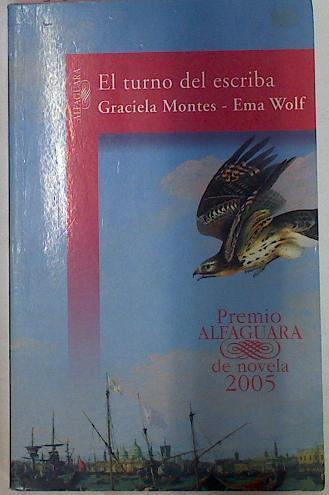 ALFAGUARA
El turno del escriba
Graciela Montes - Ema Wolf
Premio
ALFAGUARA
de novela
2005